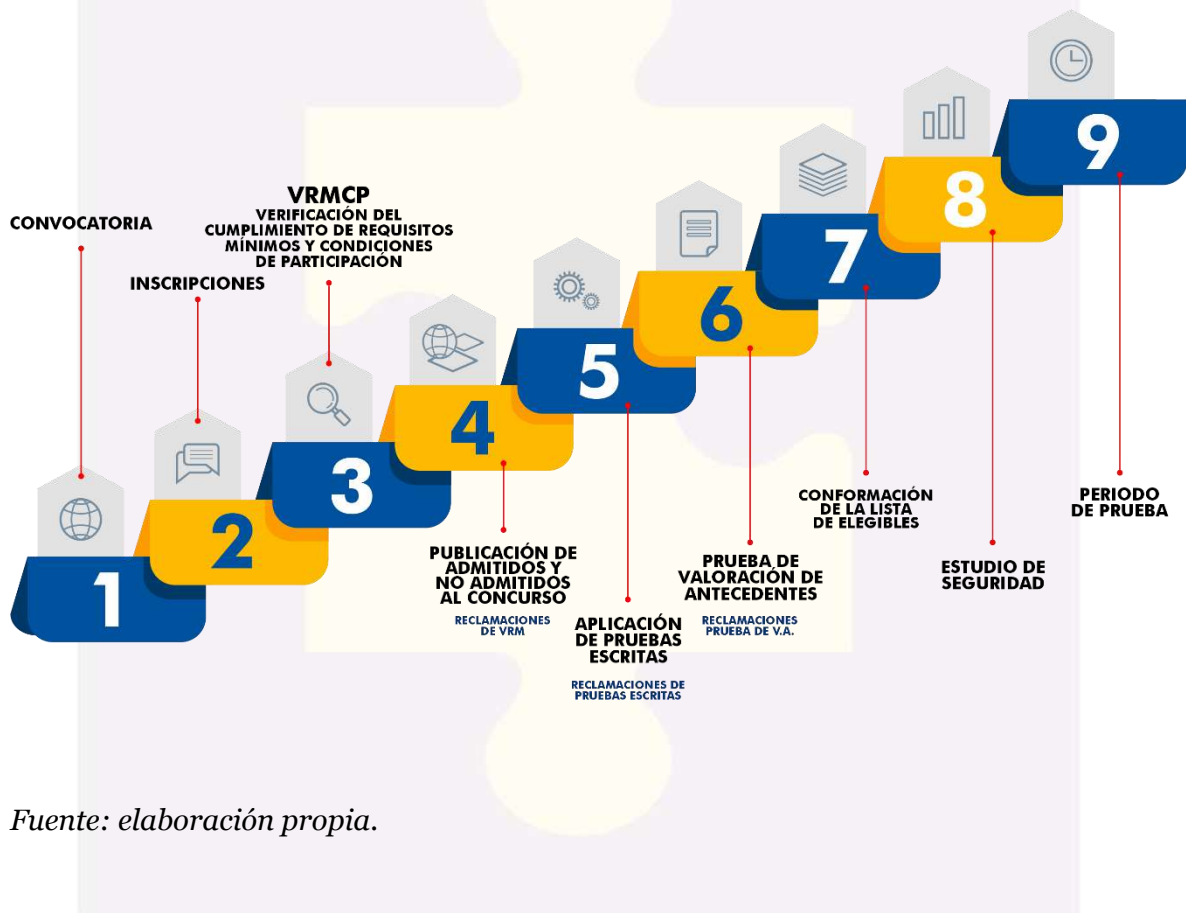 1
CONVOCATORIA
2
INSCRIPCIONES
3
VRMCP
VERIFICACIÓN DEL
CUMPLIMIENTO DE REQUISITOS
MÍNIMOS Y CONDICIONES
DE PARTICIPACIÓN
4
PUBLICACIÓN DE
ADMITIDOS Y
NO ADMITIDOS
AL CONCURSO
RECLAMACIONES
DE VRM
5
APLICACIÓN
DE PRUEBAS
ESCRITAS
RECLAMACIONES DE
PRUEBAS ESCRITAS
6
PRUEBA DE
VALORACIÓN DE
ANTECEDENTES
RECLAMACIONES
PRUEBA DE V.A.
7
CONFORMACIÓN
DE LA LISTA
DE ELEGIBLES
8
ESTUDIO DE
SEGURIDAD
9
PERIODO
DE PRUEBA
Fuente: elaboración propia.